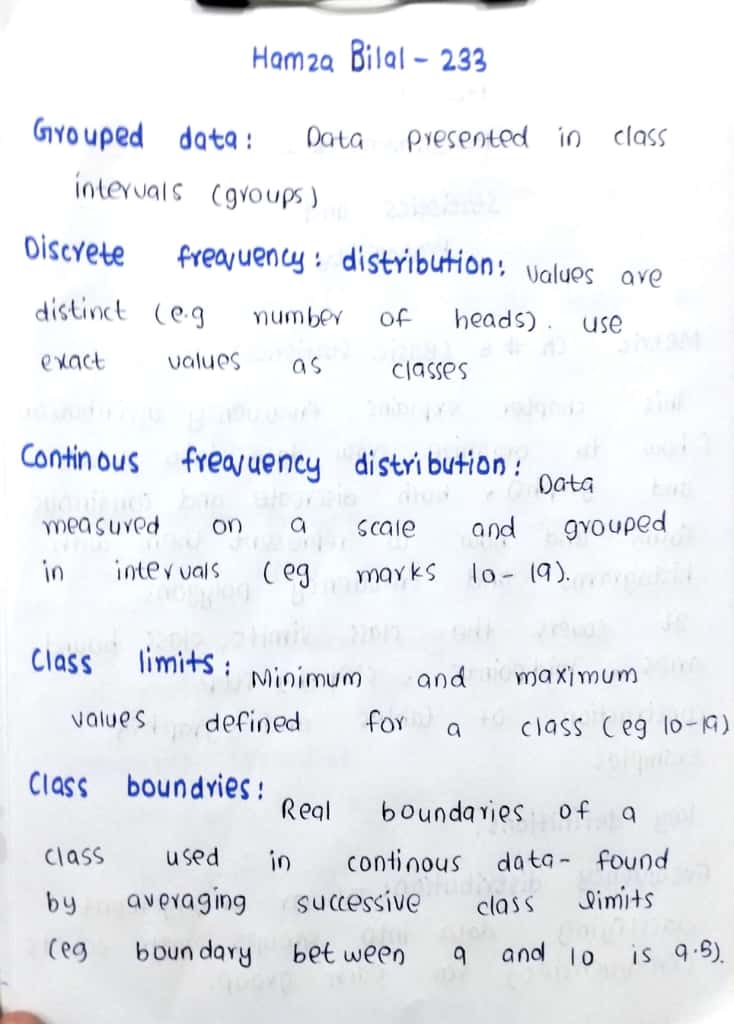 Hamza Bilal - 233
Grouped data: Data presented in class
intervals (groups)
Discrete frequency: distribution: values are
distinct (e.g number of heads). use
exact values as classes
Continous frequency distribution: Data
measured on a scale and grouped
in intervals (eg marks 10-19).
Class limits: Minimum and maximum
values defined for a class (eg 10-19)
Class boundries: Real boundaries of a
class used in continous data- found
by averaging successive class limits
(eg boundary between 9 and 10 is 9.5).